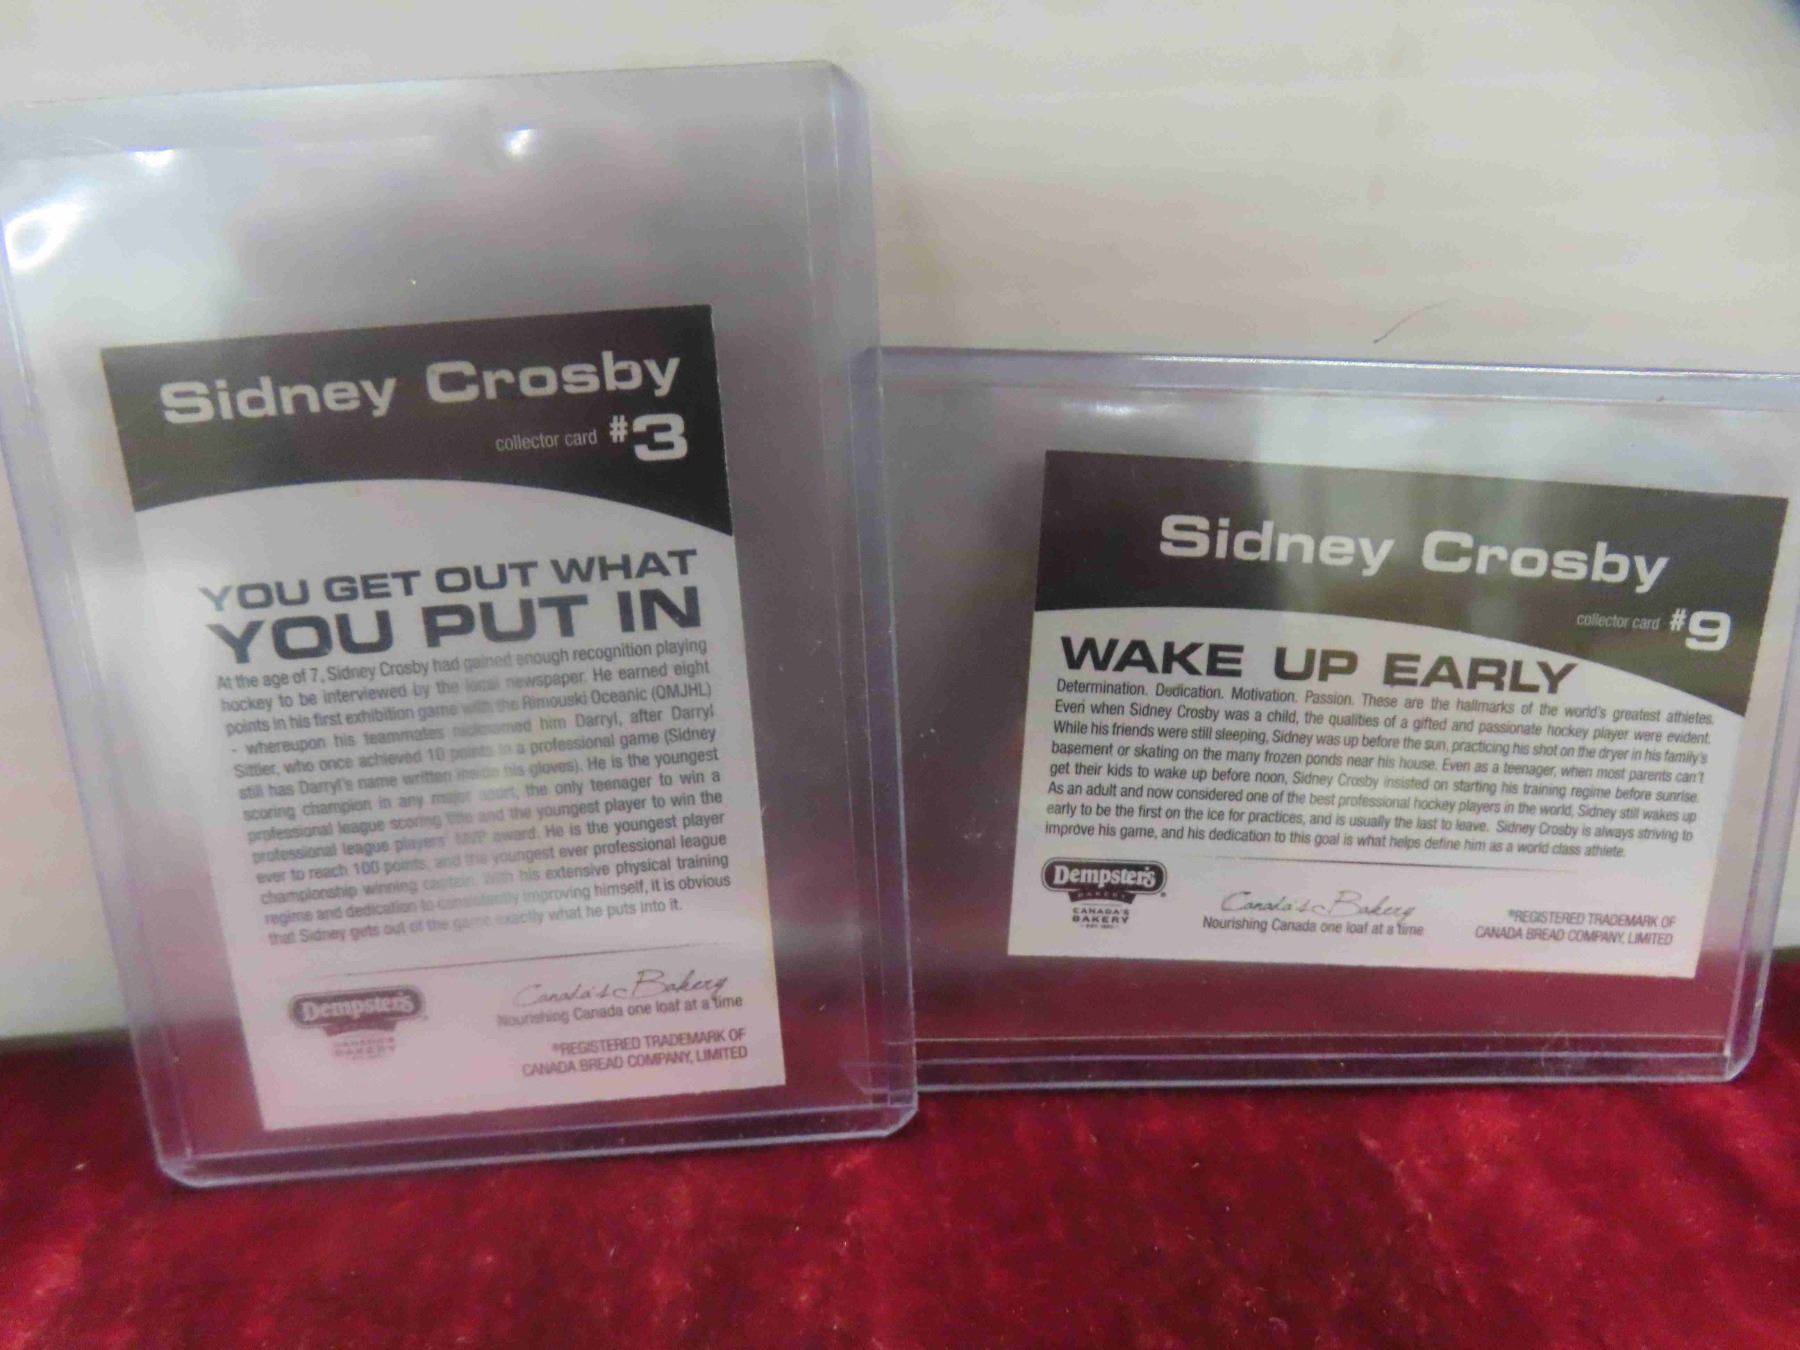 Sidney Crosby
collector card #3
YOU GET OUT WHAT
YOU PUT IN
At the age of 7, Sidney Crosby had gained enough recognition playing
hockey to be interviewed by the local newspaper. He earned eight
points in his first exhibition game with the Rimouski Oceanic (QMJHL)
- whereupon his teammates nicknamed him Darryl, after Darryl
Sittler, who once achieved 10 points in a professional game (Sidney
still has Darryl's name written inside his gloves). He is the youngest
scoring champion in any major sport, the only teenager to win a
professional league scoring title and the youngest player to win the
professional league players' MVP award. He is the youngest player
ever to reach 100 points, and the youngest ever professional league
championship winning captain. With his extensive physical training
regime and dedication to consistently improving himself, it is obvious
that Sidney gets out of the game exactly what he puts into it.
Dempster's
BAKERY
CANADA'S
BAKERY
Canada's Bakery
Nourishing Canada one loaf at a time
®REGISTERED TRADEMARK OF
CANADA BREAD COMPANY, LIMITED
Sidney Crosby
collector card #9
WAKE UP EARLY
Determination. Dedication. Motivation. Passion. These are the hallmarks of the world's greatest athletes.
Even when Sidney Crosby was a child, the qualities of a gifted and passionate hockey player were evident.
While his friends were still sleeping, Sidney was up before the sun, practicing his shot on the dryer in his family's
basement or skating on the many frozen ponds near his house. Even as a teenager, when most parents can't
get their kids to wake up before noon, Sidney Crosby insisted on starting his training regime before sunrise.
As an adult and now considered one of the best professional hockey players in the world, Sidney still wakes up
early to be the first on the ice for practices, and is usually the last to leave. Sidney Crosby is always striving to
improve his game, and his dedication to this goal is what helps define him as a world class athlete.
Dempster's
BAKERY
CANADA'S
BAKERY
Canada's Bakery
Nourishing Canada one loaf at a time
®REGISTERED TRADEMARK OF
CANADA BREAD COMPANY, LIMITED